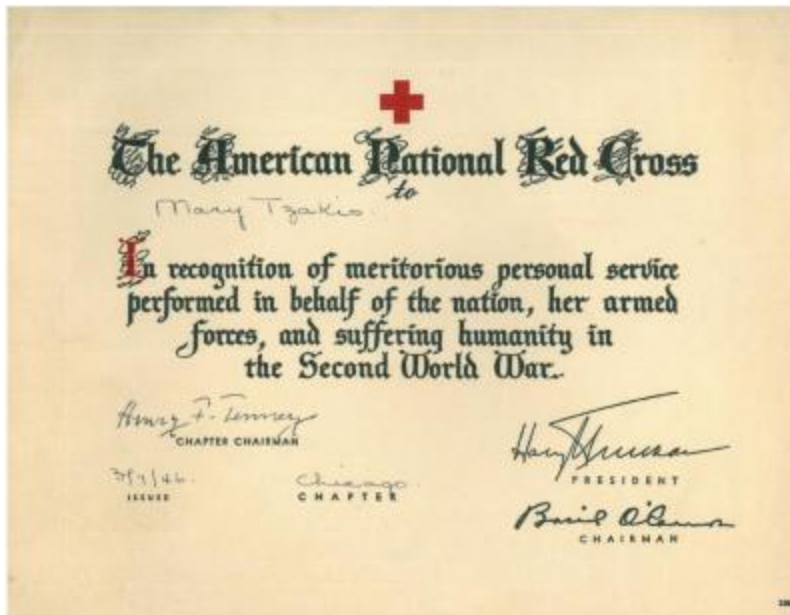 The American National Red Cross
to
Mary Tzakis
In recognition of meritorious personal service
performed in behalf of the nation, her armed
forces, and suffering humanity in
the Second World War.
Henry F. Tenney
CHAPTER CHAIRMAN
Harry Truman
PRESIDENT
ISSUED
Chicago
CHAPTER
Basil O'Connor
CHAIRMAN